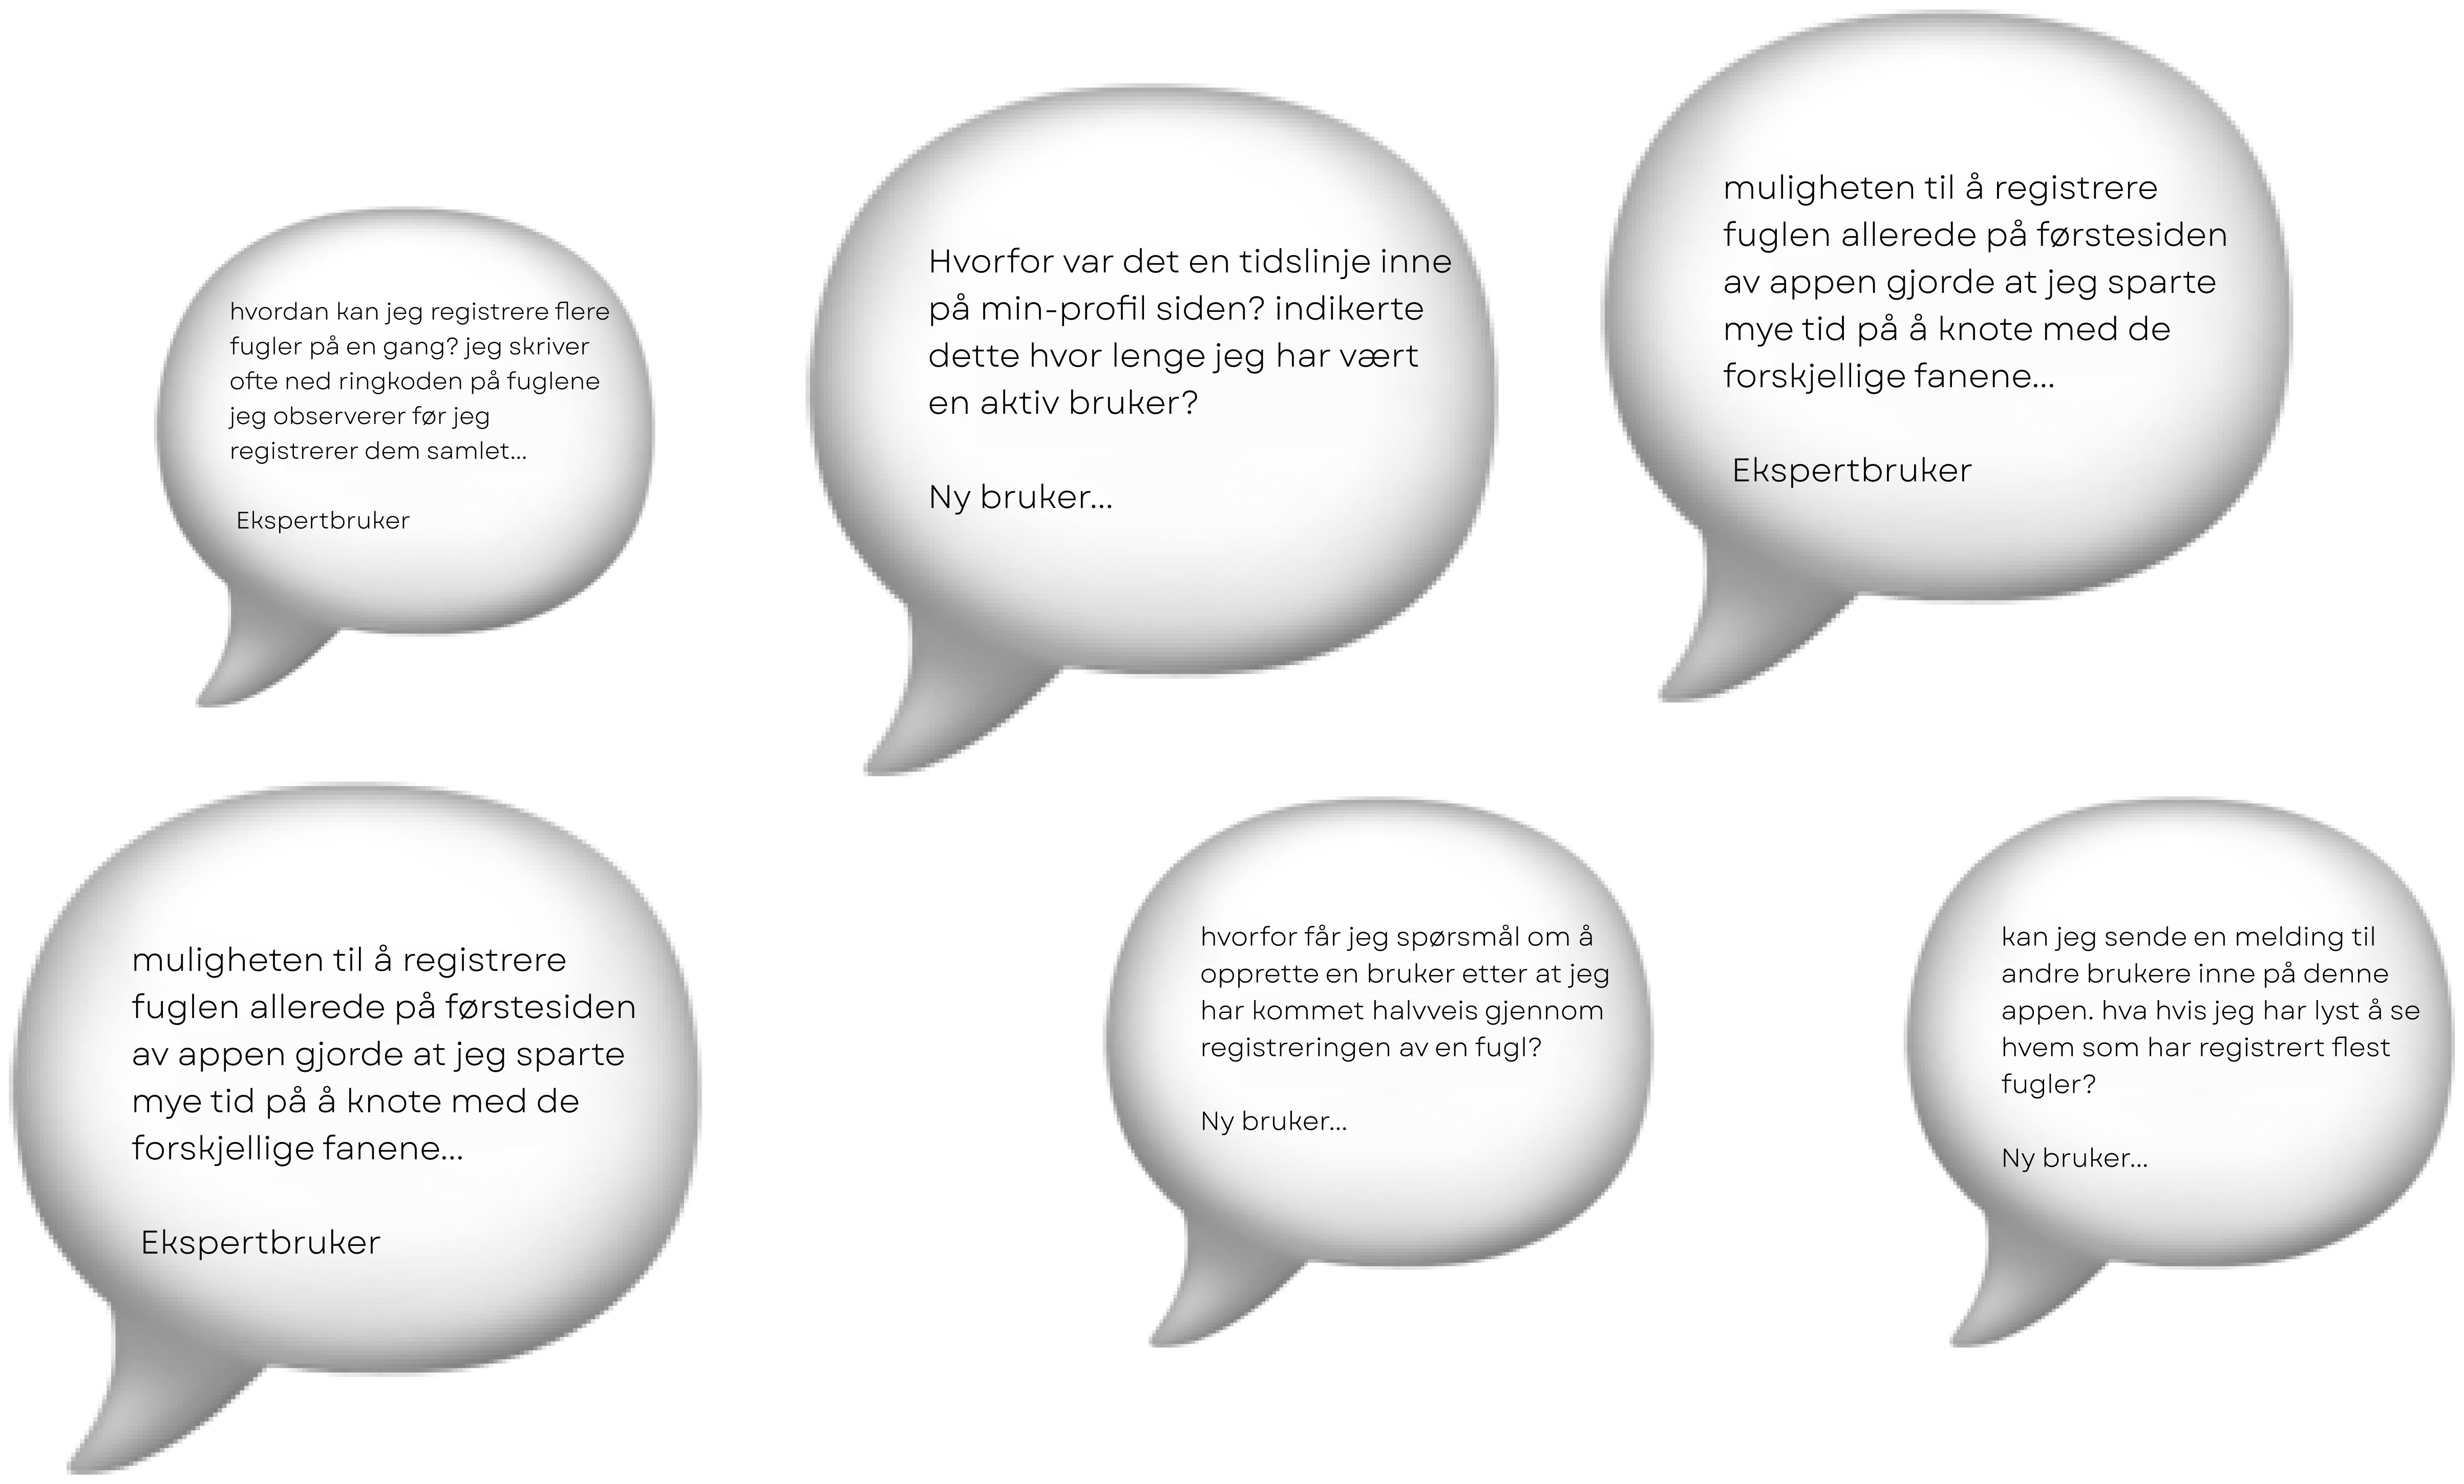 hvordan kan jeg registrere flere
fugler på en gang? jeg skriver
ofte ned ringkoden på fuglene
jeg observerer før jeg
registrerer dem samlet...
Ekspertbruker
Hvorfor var det en tidslinje inne
på min-profil siden? indikerte
dette hvor lenge jeg har vært
en aktiv bruker?
Ny bruker...
muligheten til å registrere
fuglen allerede på førstesiden
av appen gjorde at jeg sparte
mye tid på å knote med de
forskjellige fanene...
Ekspertbruker
muligheten til å registrere
fuglen allerede på førstesiden
av appen gjorde at jeg sparte
mye tid på å knote med de
forskjellige fanene...
Ekspertbruker
hvorfor får jeg spørsmål om å
opprette en bruker etter at jeg
har kommet halvveis gjennom
registreringen av en fugl?
Ny bruker...
kan jeg sende en melding til
andre brukere inne på denne
appen. hva hvis jeg har lyst å se
hvem som har registrert flest
fugler?
Ny bruker...